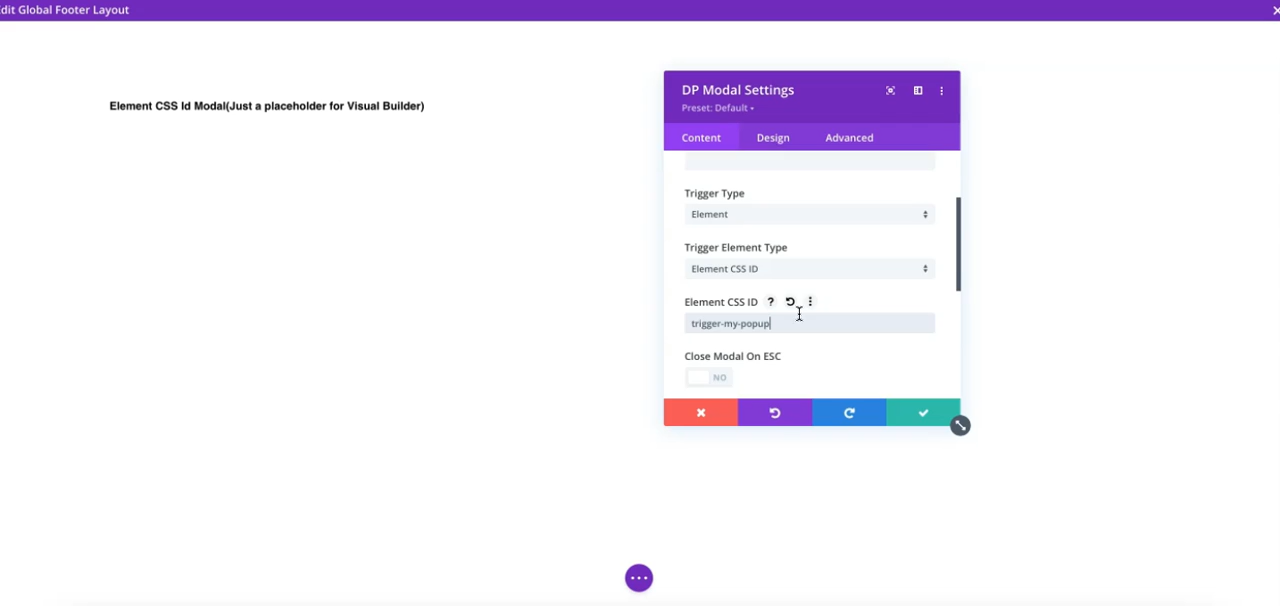 dit Global Footer Layout
Element CSS Id Modal(Just a placeholder for Visual Builder)
DP Modal Settings
Preset: Default
Content Design Advanced
Trigger Type
Element
Trigger Element Type
Element CSS ID
Element CSS ID ?
trigger-my-popup
Close Modal On ESC
NO